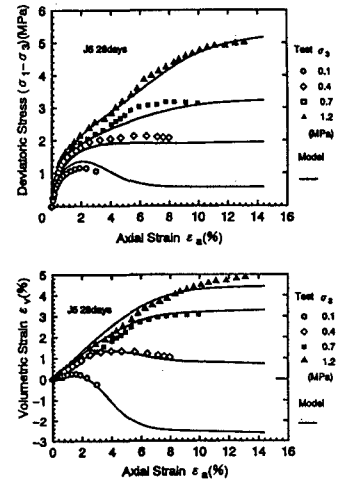 6
5
4
3
2
1
0
0 2 4 6 8 10 12 14 16
Deviatoric Stress (σ1−σ3)(MPa)
Axial Strain εa(%)
J5 28days
Test σ3
0.1
0.4
0.7
1.2
(MPa)
Model
5
4
3
2
1
0
−1
−2
−3
0 2 4 6 8 10 12 14 16
Volumetric Strain εv(%)
Axial Strain εa(%)
J5 28days
Test σ3
0.1
0.4
0.7
1.2
(MPa)
Model